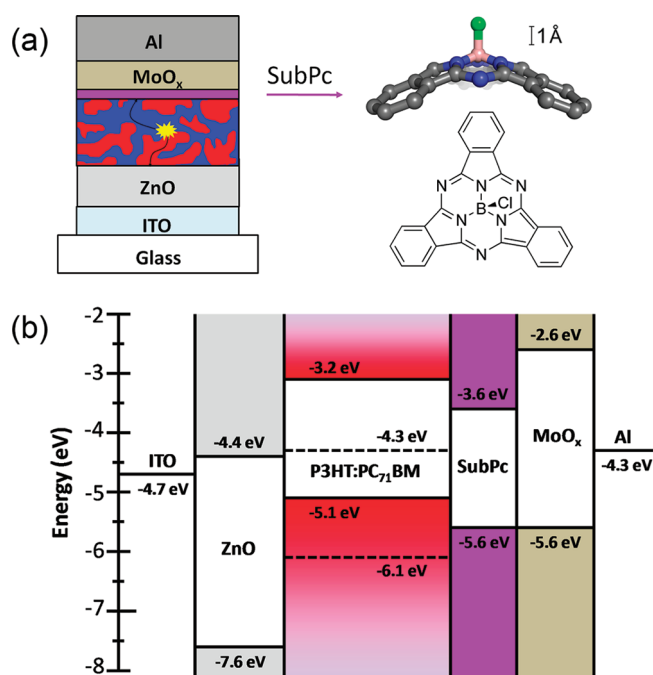 (a)
Al
MoOₓ
ZnO
ITO
Glass
SubPc
1Å
N
N
N
N
B
Cl
N
N
(b)
Energy (eV)
-2
-3
-4
-5
-6
-7
-8
ITO
-4.7 eV
-4.4 eV
ZnO
-7.6 eV
-3.2 eV
-4.3 eV
P3HT:PC₇₁BM
-5.1 eV
-6.1 eV
-3.6 eV
SubPc
-5.6 eV
-2.6 eV
MoOₓ
-5.6 eV
Al
-4.3 eV